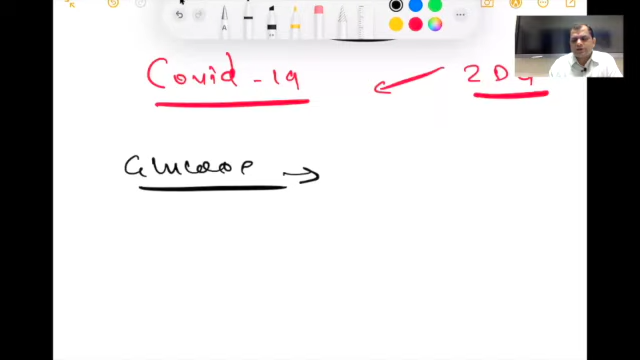 Covid-19 ← 2DG
Glucose →